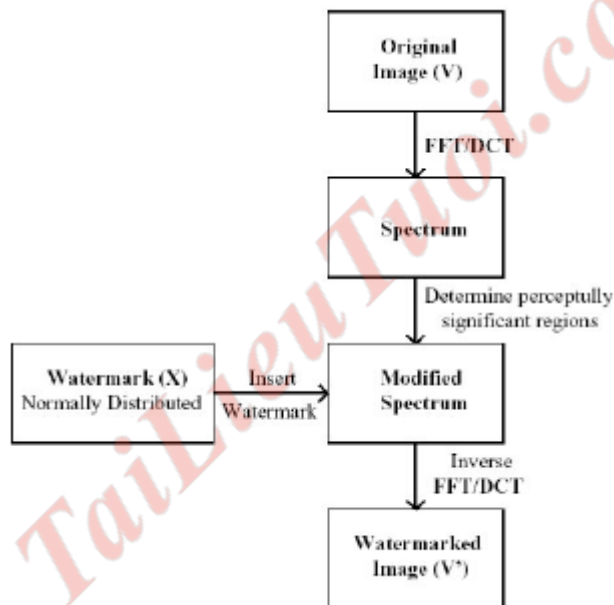 TaiLieuTuoi.co
Original
Image (V)
FFT/DCT
Spectrum
Determine perceptully
significant regions
Watermark (X)
Normally Distributed
Insert
Watermark
Modified
Spectrum
Inverse
FFT/DCT
Watermarked
Image (V')